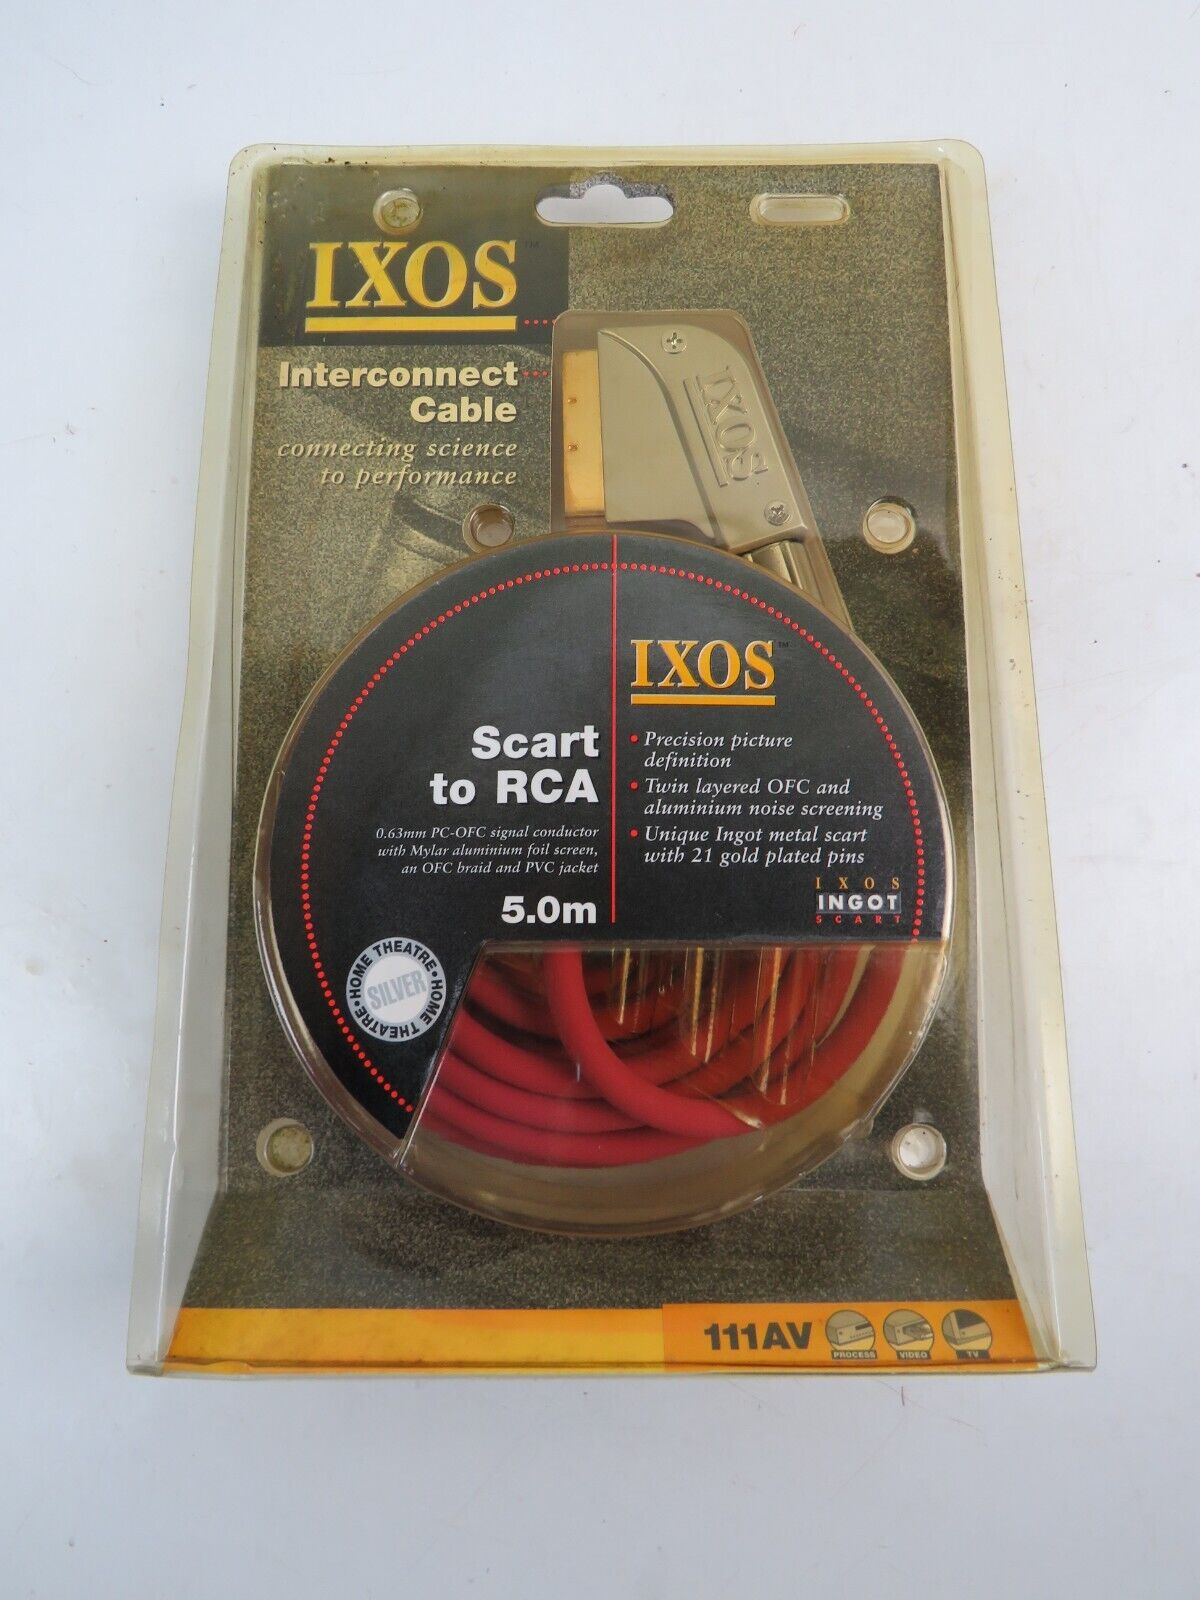 IXOS™
Interconnect
Cable
connecting science
to performance
IXOS
IXOS™
Scart
to RCA
0.63mm PC-OFC signal conductor
with Mylar aluminium foil screen,
an OFC braid and PVC jacket
5.0m
• Precision picture
definition
• Twin layered OFC and
aluminium noise screening
• Unique Ingot metal scart
with 21 gold plated pins
IXOS
INGOT
SCART
HOME THEATRE • HOME THEATRE •
SILVER
111AV
PROCESS
VIDEO
TV